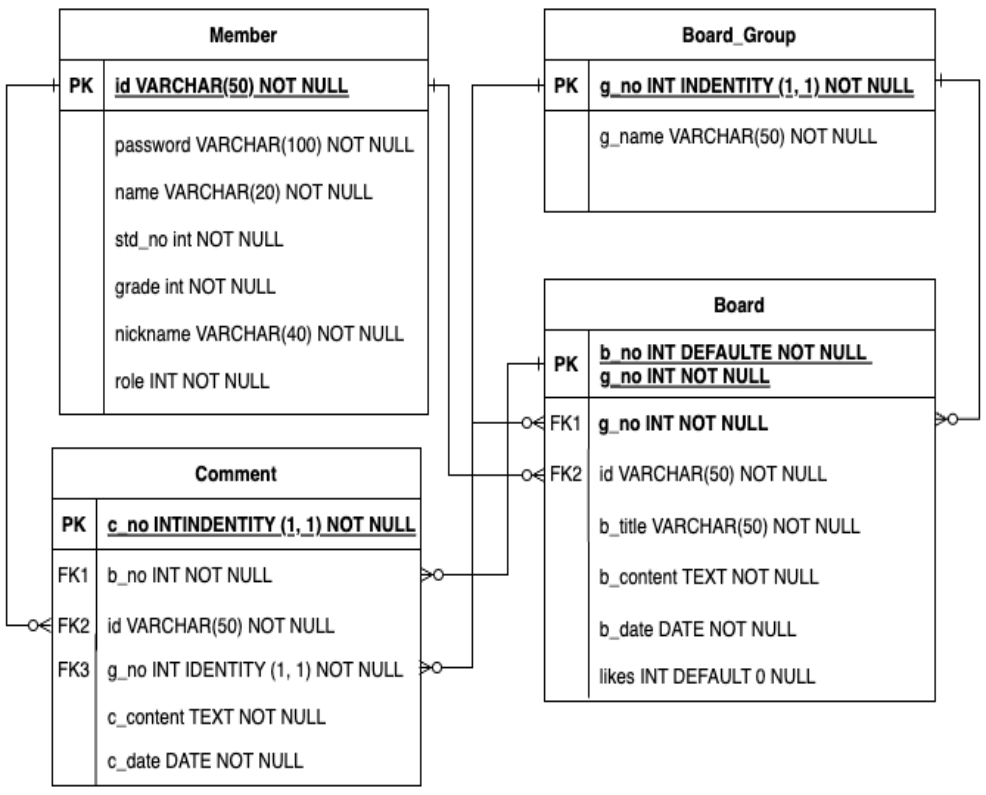 Member
PK id VARCHAR(50) NOT NULL
password VARCHAR(100) NOT NULL
name VARCHAR(20) NOT NULL
std_no int NOT NULL
grade int NOT NULL
nickname VARCHAR(40) NOT NULL
role INT NOT NULL
Board_Group
PK g_no INT INDENTITY (1, 1) NOT NULL
g_name VARCHAR(50) NOT NULL
Board
PK b_no INT DEFAULTE NOT NULL
g_no INT NOT NULL
FK1 g_no INT NOT NULL
FK2 id VARCHAR(50) NOT NULL
b_title VARCHAR(50) NOT NULL
b_content TEXT NOT NULL
b_date DATE NOT NULL
likes INT DEFAULT 0 NULL
Comment
PK c_no INTINDENTITY (1, 1) NOT NULL
FK1 b_no INT NOT NULL
FK2 id VARCHAR(50) NOT NULL
FK3 g_no INT IDENTITY (1, 1) NOT NULL
c_content TEXT NOT NULL
c_date DATE NOT NULL